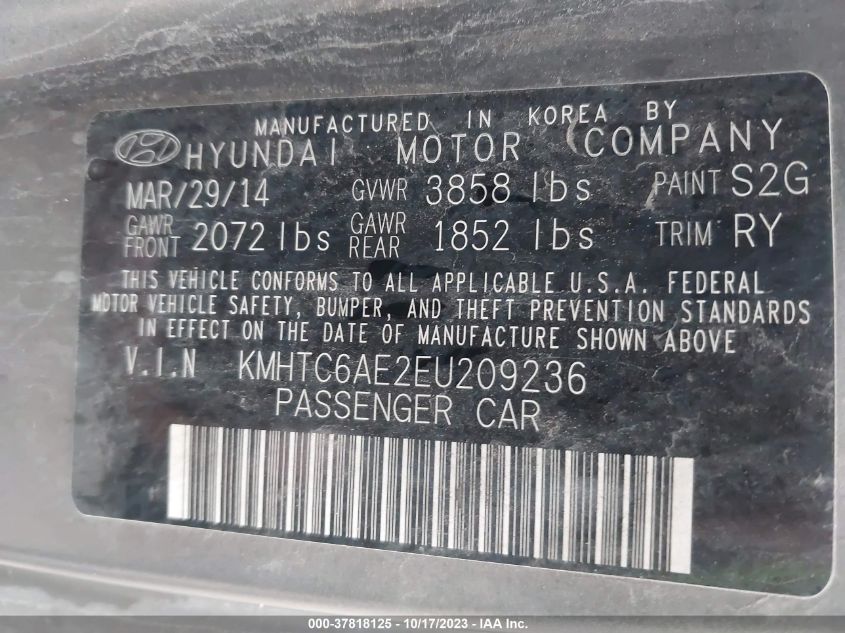 MANUFACTURED IN KOREA BY
HYUNDAI MOTOR COMPANY
MAR/29/14 GVWR 3858 lbs PAINT S2G
GAWR FRONT 2072 lbs GAWR REAR 1852 lbs TRIM RY
THIS VEHICLE CONFORMS TO ALL APPLICABLE U.S.A. FEDERAL
MOTOR VEHICLE SAFETY, BUMPER, AND THEFT PREVENTION STANDARDS
IN EFFECT ON THE DATE OF MANUFACTURE SHOWN ABOVE
V.I.N KMHTC6AE2EU209236
PASSENGER CAR
000-37818125 - 10/17/2023 - IAA Inc.